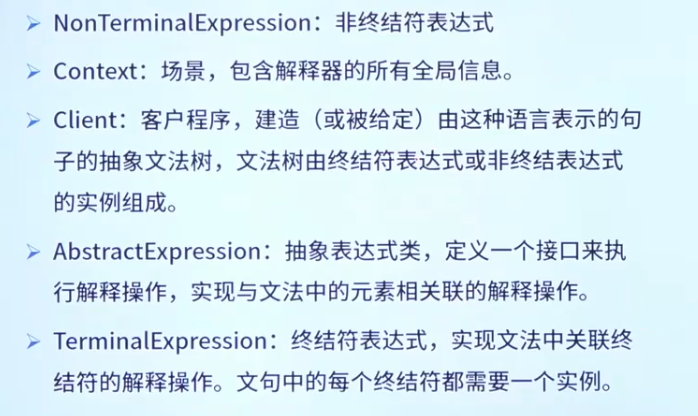 NonTerminalExpression：非终结符表达式
Context：场景，包含解释器的所有全局信息。
Client：客户程序，建造（或被给定）由这种语言表示的句
子的抽象文法树，文法树由终结符表达式或非终结表达式
的实例组成。
AbstractExpression：抽象表达式类，定义一个接口来执
行解释操作，实现与文法中的元素相关联的解释操作。
TerminalExpression：终结符表达式，实现文法中关联终
结符的解释操作。文句中的每个终结符都需要一个实例。